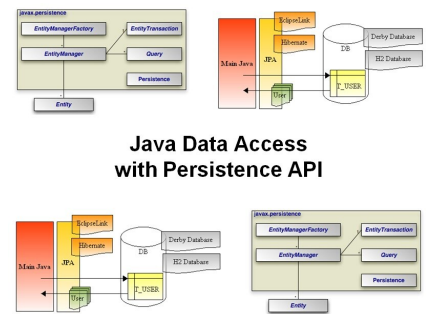 javax.persistence
EntityManagerFactory
EntityTransaction
EntityManager
Query
Persistence
Entity
EclipseLink
Hibernate
Main Java
JPA
User
DB
T_USER
Derby Database
H2 Database
Java Data Access
with Persistence API
EclipseLink
Hibernate
Main Java
JPA
User
DB
T_USER
Derby Database
H2 Database
javax.persistence
EntityManagerFactory
EntityTransaction
EntityManager
Query
Persistence
Entity